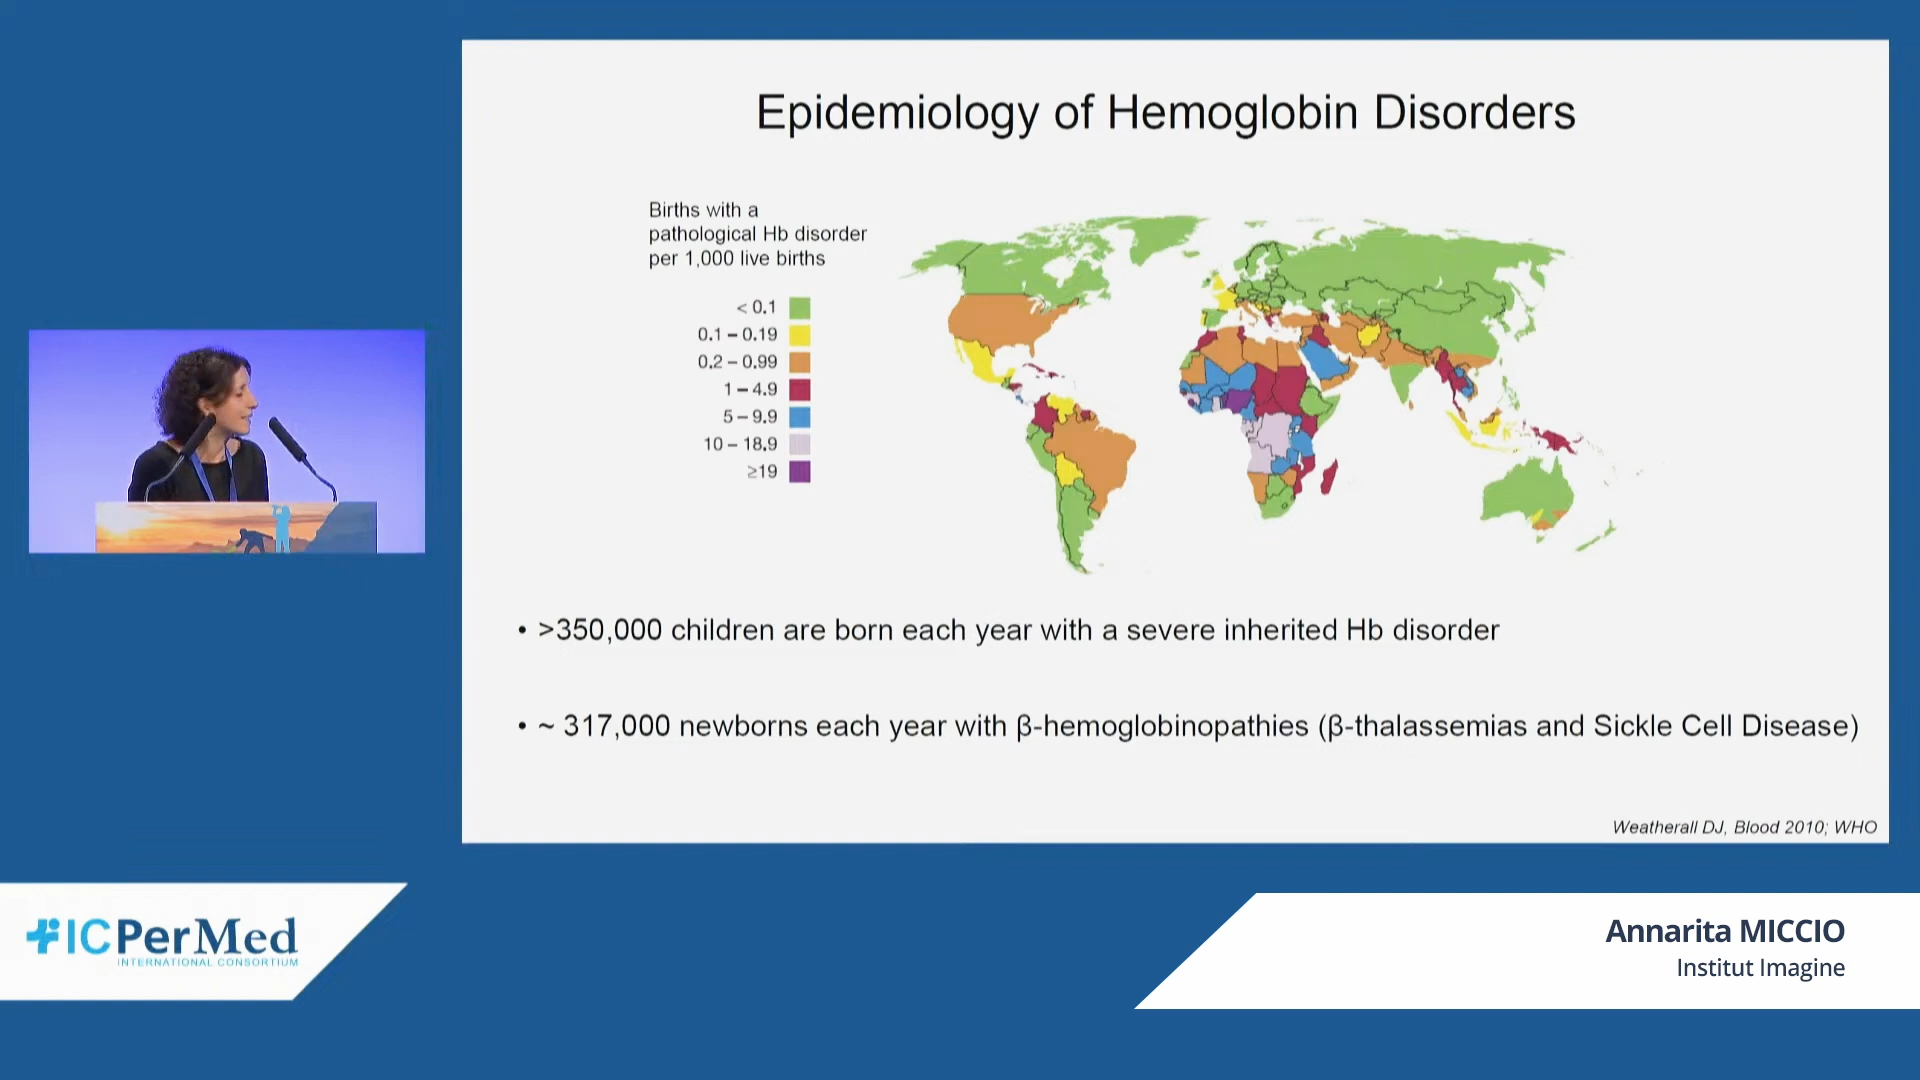 Epidemiology of Hemoglobin Disorders
Births with a
pathological Hb disorder
per 1,000 live births
< 0.1
0.1 – 0.19
0.2 – 0.99
1 – 4.9
5 – 9.9
10 – 18.9
≥19
• >350,000 children are born each year with a severe inherited Hb disorder
• ~ 317,000 newborns each year with β-hemoglobinopathies (β-thalassemias and Sickle Cell Disease)
Weatherall DJ, Blood 2010; WHO
ICPerMed
INTERNATIONAL CONSORTIUM
Annarita MICCIO
Institut Imagine